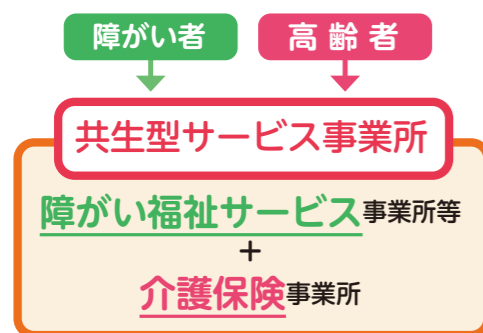 障がい者
高齢者
共生型サービス事業所
障がい福祉サービス事業所等
+
介護保険事業所